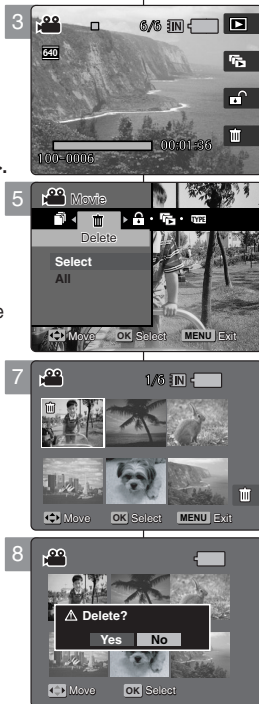 3
6/6 IN
640
00:01:36
100-0006
.
5
Movie
TYPE
Delete
Select
All
e
Move OK Select MENU Exit
7
1/6 IN
Move OK Select MENU Exit
8
Delete?
Yes No
Move OK Select